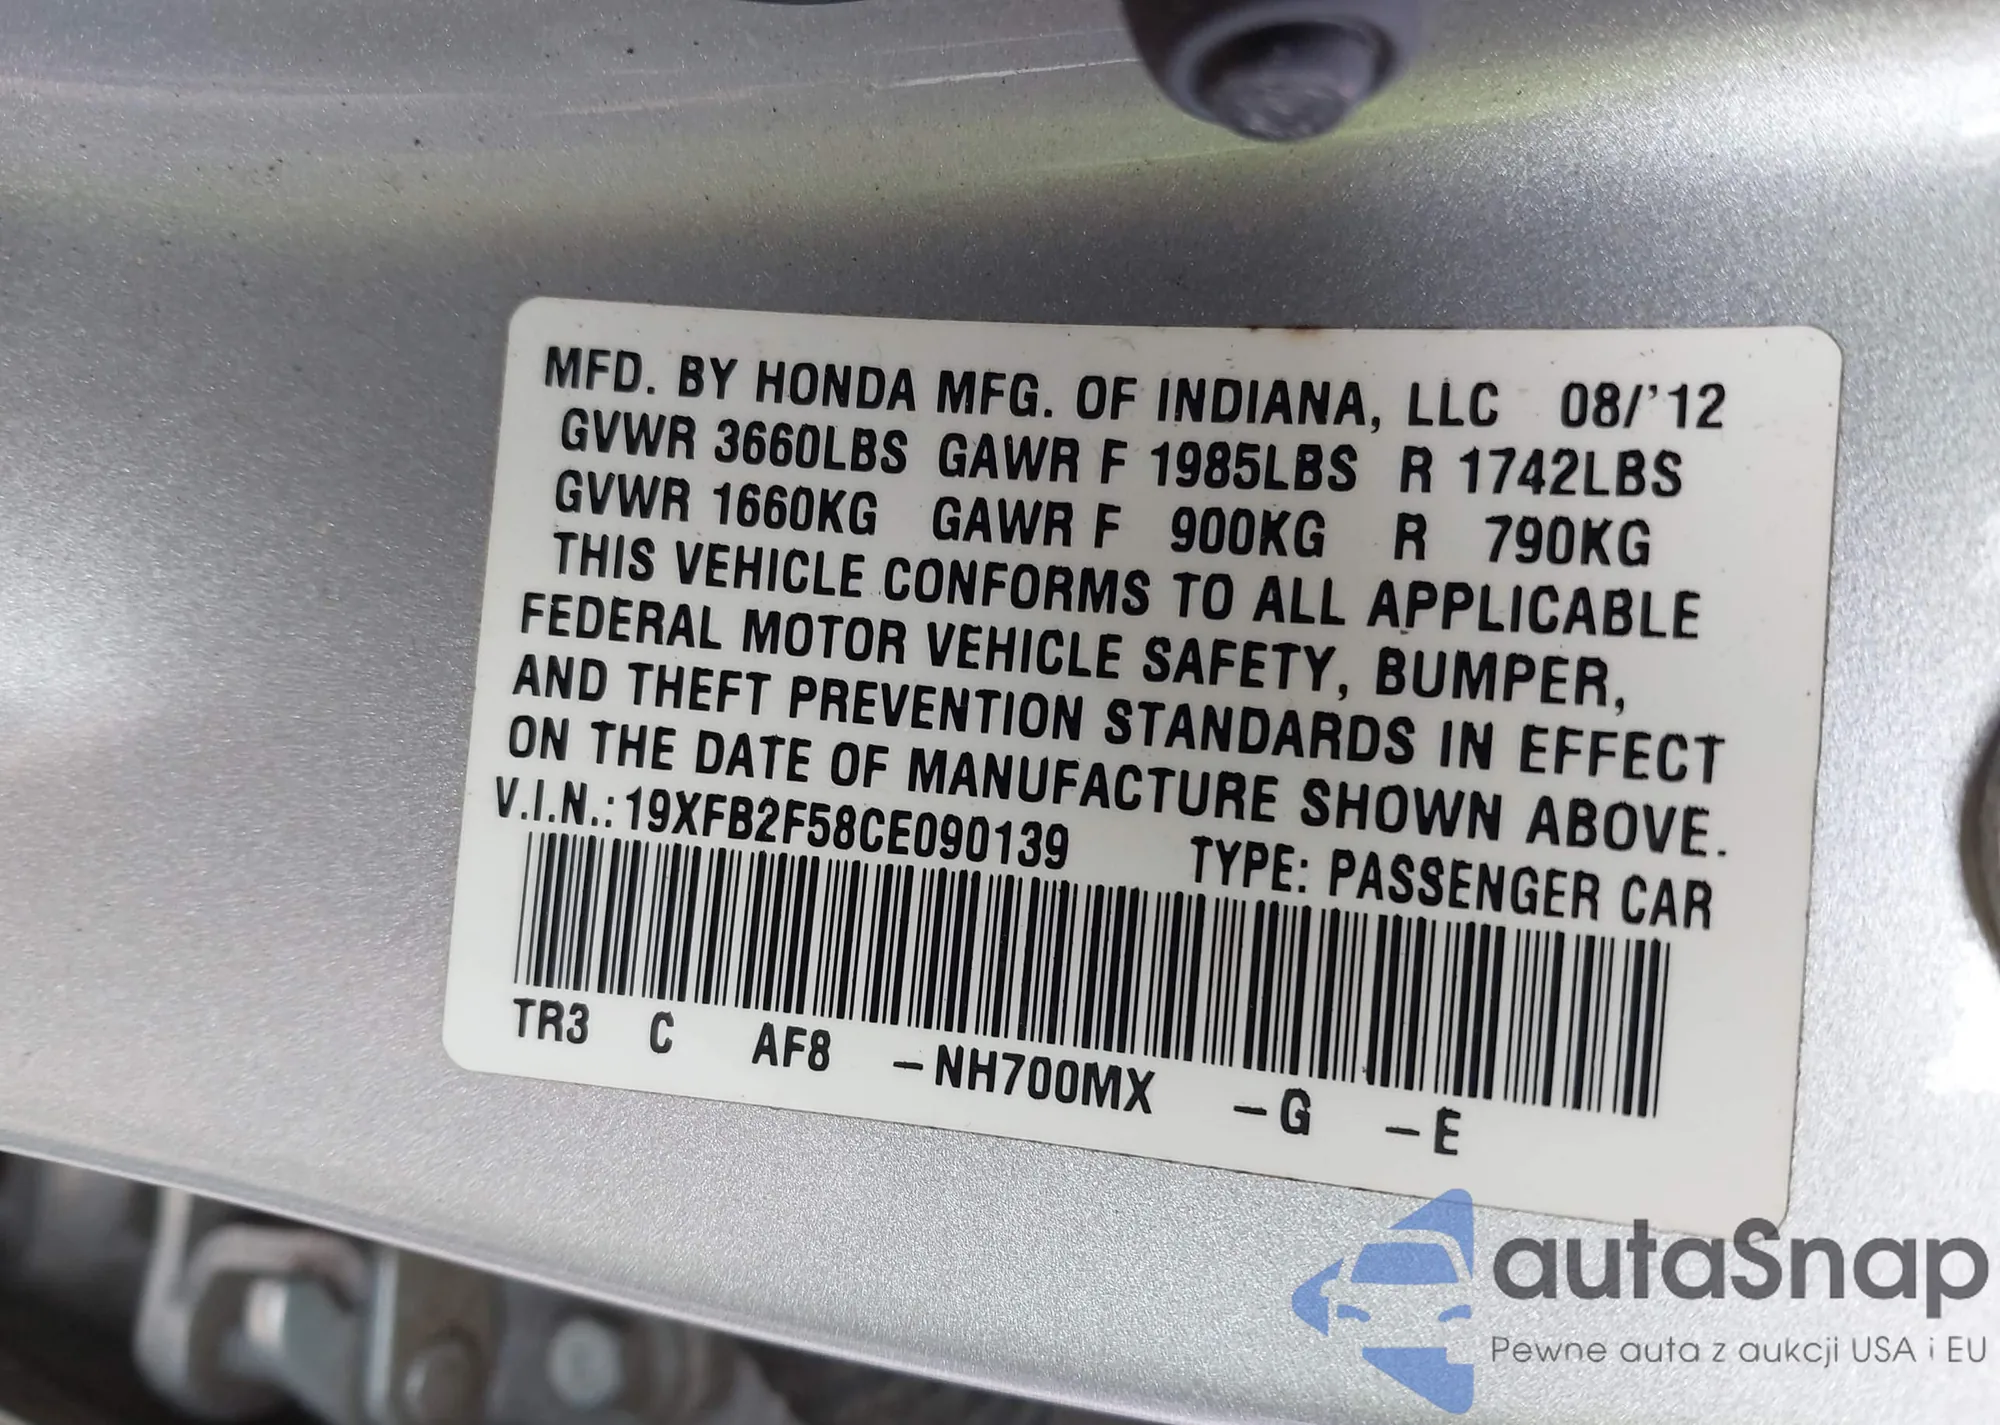 MFD. BY HONDA MFG. OF INDIANA, LLC 08/'12
GVWR 3660LBS GAWR F 1985LBS R 1742LBS
GVWR 1660KG GAWR F 900KG R 790KG
THIS VEHICLE CONFORMS TO ALL APPLICABLE
FEDERAL MOTOR VEHICLE SAFETY, BUMPER,
AND THEFT PREVENTION STANDARDS IN EFFECT
ON THE DATE OF MANUFACTURE SHOWN ABOVE.
V.I.N.: 19XFB2F58CE090139 TYPE: PASSENGER CAR
TR3 C AF8 -NH700MX -G -E
autaSnap
Pewne auta z aukcji USA i EU